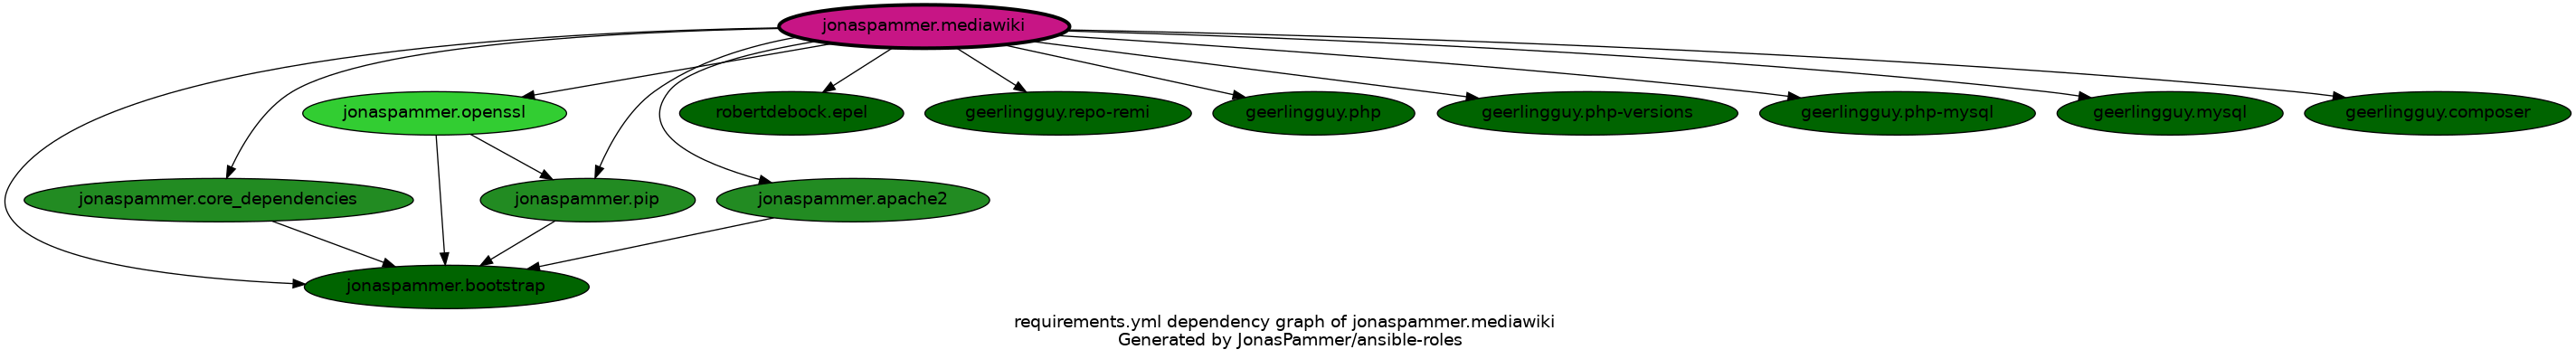 jonaspammer.mediawiki
jonaspammer.openssl
robertdebock.epel
geerlingguy.repo-remi
geerlingguy.php
geerlingguy.php-versions
geerlingguy.php-mysql
geerlingguy.mysql
geerlingguy.composer
jonaspammer.core_dependencies
jonaspammer.pip
jonaspammer.apache2
jonaspammer.bootstrap
requirements.yml dependency graph of jonaspammer.mediawiki
Generated by JonasPammer/ansible-roles